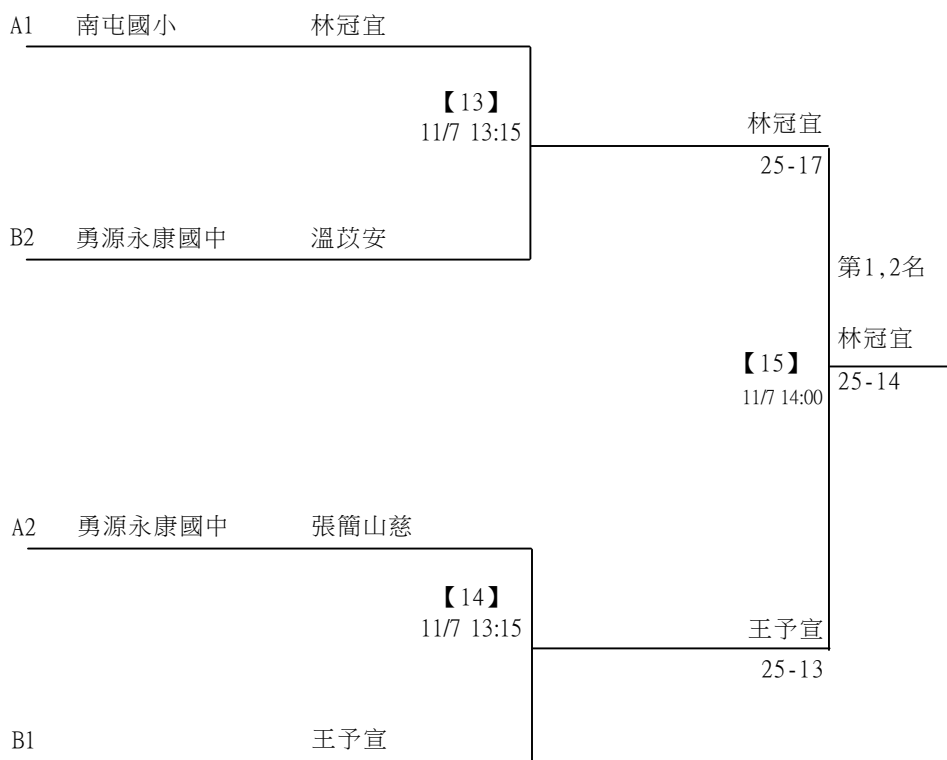 A1 南屯國小 林冠宜
【13】
11/7 13:15
林冠宜
25-17
B2 勇源永康國中 溫苡安
第1,2名
林冠宜
【15】
25-14
11/7 14:00
A2 勇源永康國中 張簡山慈
【14】
11/7 13:15
王予宣
25-13
B1 王予宣